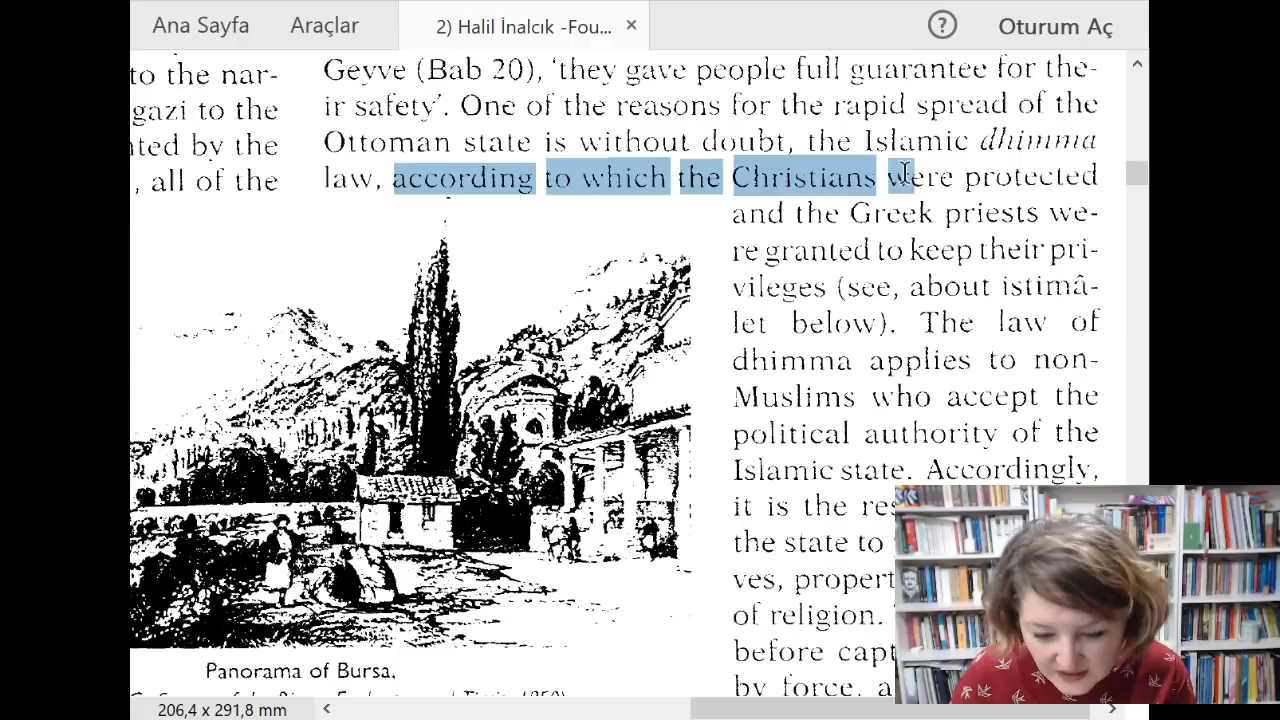 Ana Sayfa
Araçlar
2) Halil İnalcık -Fou...
Oturum Aç
to the nar-
gazi to the
by the
, all of the
Geyve (Bab 20), 'they gave people full guarantee for the-
ir safety'. One of the reasons for the rapid spread of the
Ottoman state is without doubt, the Islamic dhimma
law, according to which the Christians were protected
and the Greek priests we-
re granted to keep their pri-
vileges (see, about istimâ-
let below). The law of
dhimma applies to non-
Muslims who accept the
political authority of the
Islamic state. Accordingly,
it is the res
the state to
ves, propert
of religion.
before capt
by force, a
Panorama of Bursa,
206,4 x 291,8 mm